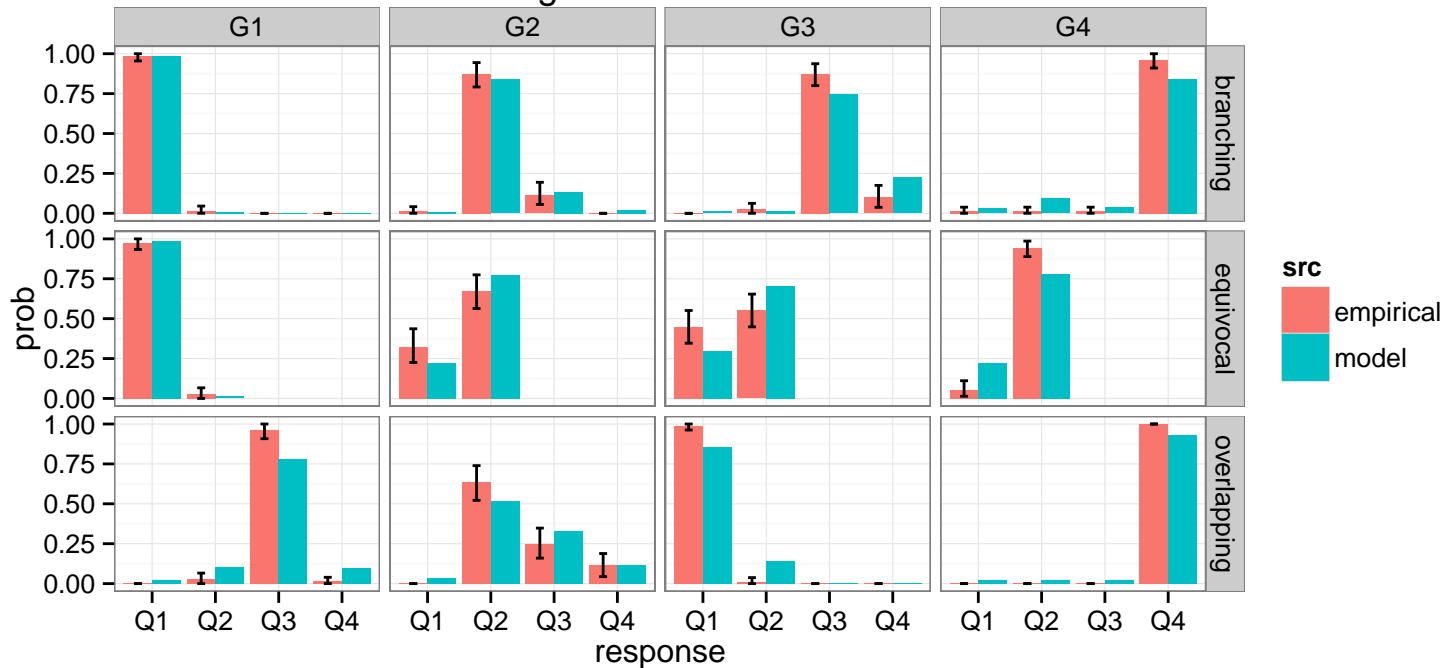 G1 G2 G3 G4
prob
1.00
0.75
0.50
0.25
0.00
branching
1.00
0.75
0.50
0.25
0.00
equivocal
1.00
0.75
0.50
0.25
0.00
overlapping
Q1 Q2 Q3 Q4 Q1 Q2 Q3 Q4 Q1 Q2 Q3 Q4 Q1 Q2 Q3 Q4
response
src
empirical
model